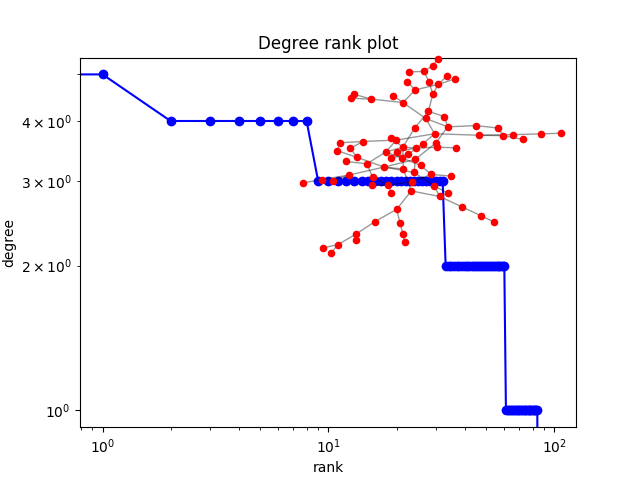 Degree rank plot
degree
4 × 10⁰
3 × 10⁰
2 × 10⁰
10⁰
10⁰ 10¹ 10²
rank